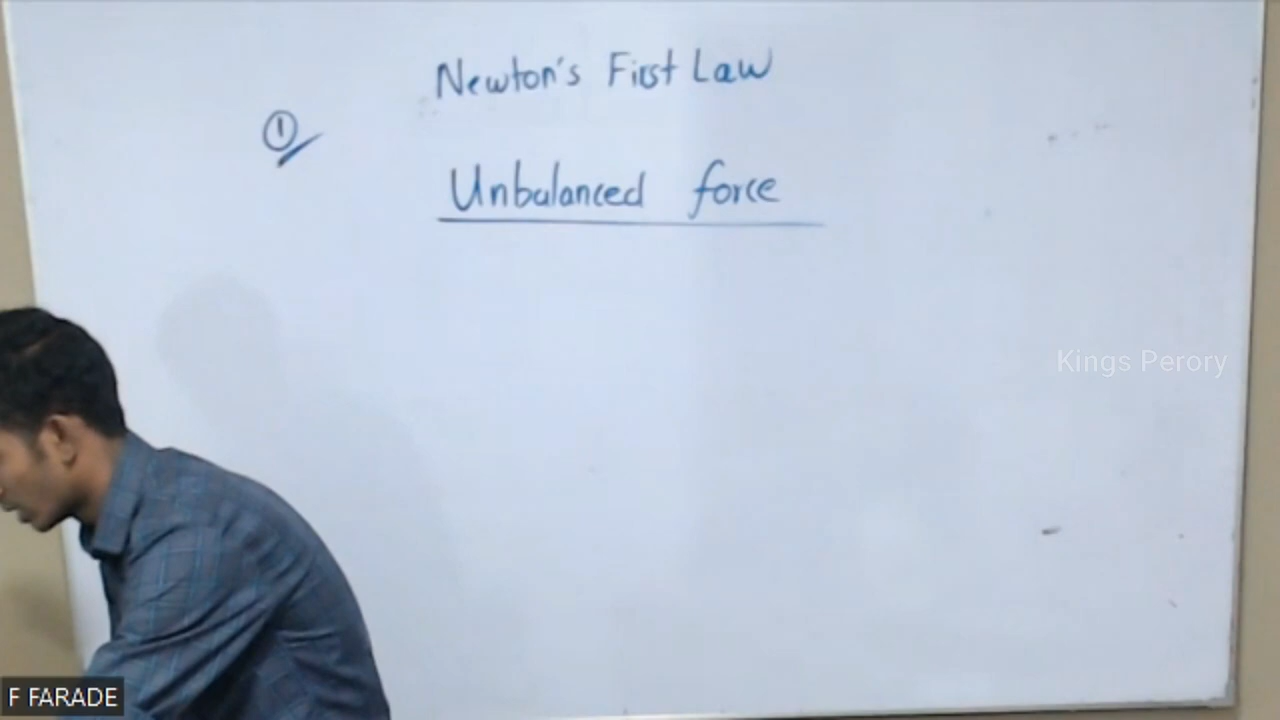 Newton's First Law
①
Unbalanced force
Kings Perory
F FARADE